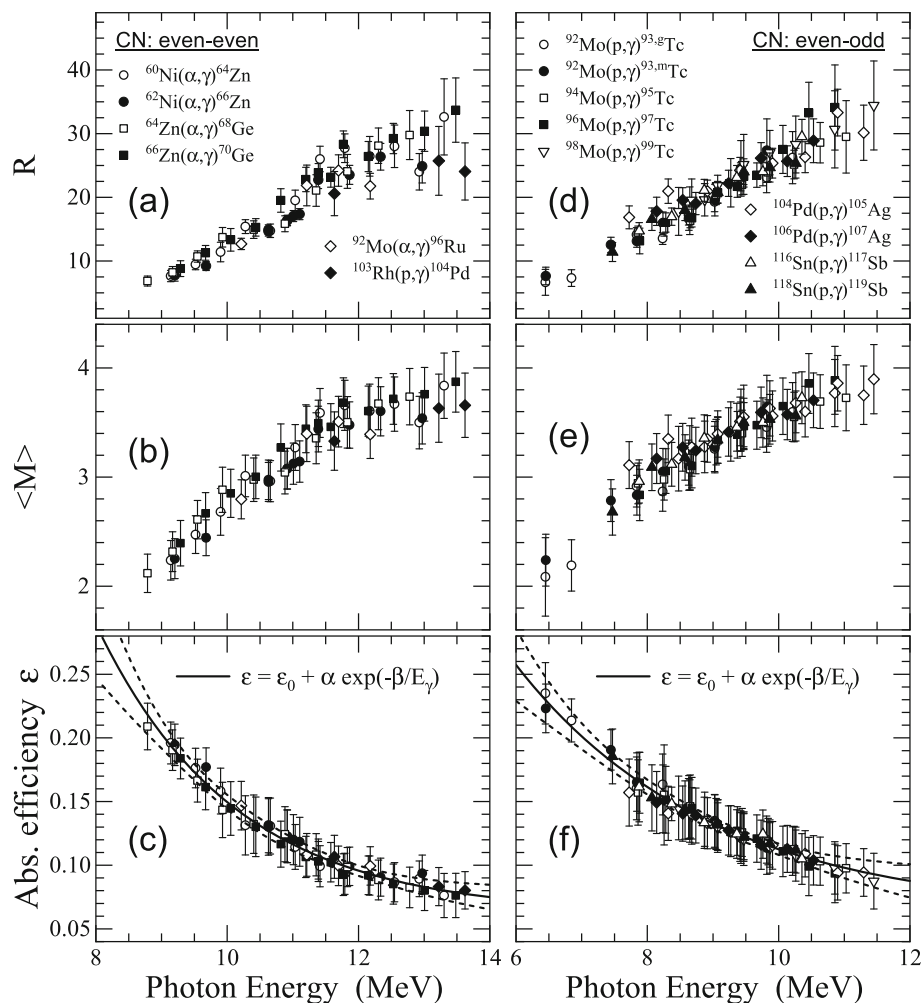 (a)
CN: even-even
⁶⁰Ni(α,γ)⁶⁴Zn
⁶²Ni(α,γ)⁶⁶Zn
⁶⁴Zn(α,γ)⁶⁸Ge
⁶⁶Zn(α,γ)⁷⁰Ge
⁹²Mo(α,γ)⁹⁶Ru
¹⁰³Rh(p,γ)¹⁰⁴Pd
R
50
40
30
20
10
(d)
CN: even-odd
⁹²Mo(p,γ)⁹³,ᵍTc
⁹²Mo(p,γ)⁹³,ᵐTc
⁹⁴Mo(p,γ)⁹⁵Tc
⁹⁶Mo(p,γ)⁹⁷Tc
⁹⁸Mo(p,γ)⁹⁹Tc
¹⁰⁴Pd(p,γ)¹⁰⁵Ag
¹⁰⁶Pd(p,γ)¹⁰⁷Ag
¹¹⁶Sn(p,γ)¹¹⁷Sb
¹¹⁸Sn(p,γ)¹¹⁹Sb
<M>
4
3
2
(b)
(e)
Abs. efficiency ε
0.25
0.20
0.15
0.10
0.05
ε = ε₀ + α exp(-β/Eᵧ)
(c)
ε = ε₀ + α exp(-β/Eᵧ)
(f)
8 10 12 14
6 8 10 12
Photon Energy (MeV)
Photon Energy (MeV)